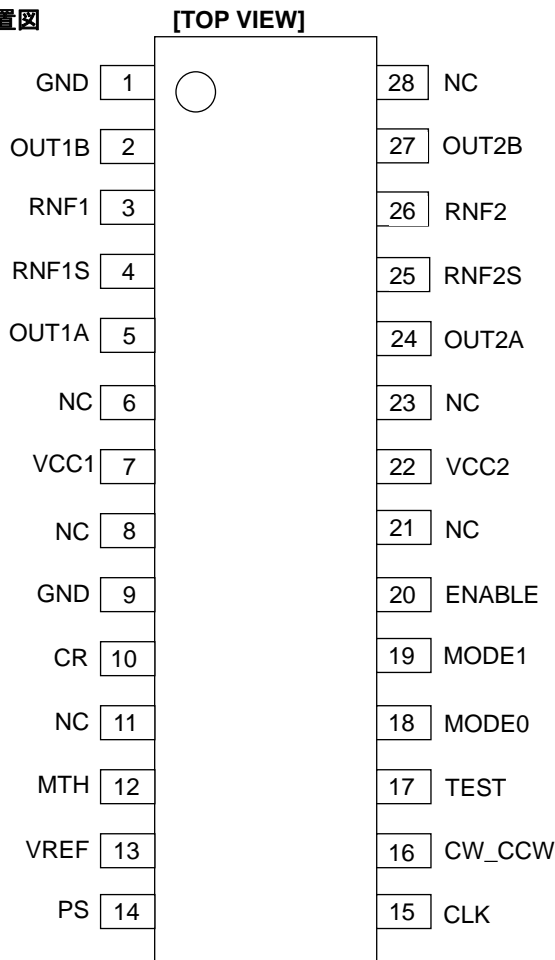 置図
[TOP VIEW]
GND 1 28 NC
OUT1B 2 27 OUT2B
RNF1 3 26 RNF2
RNF1S 4 25 RNF2S
OUT1A 5 24 OUT2A
NC 6 23 NC
VCC1 7 22 VCC2
NC 8 21 NC
GND 9 20 ENABLE
CR 10 19 MODE1
NC 11 18 MODE0
MTH 12 17 TEST
VREF 13 16 CW_CCW
PS 14 15 CLK